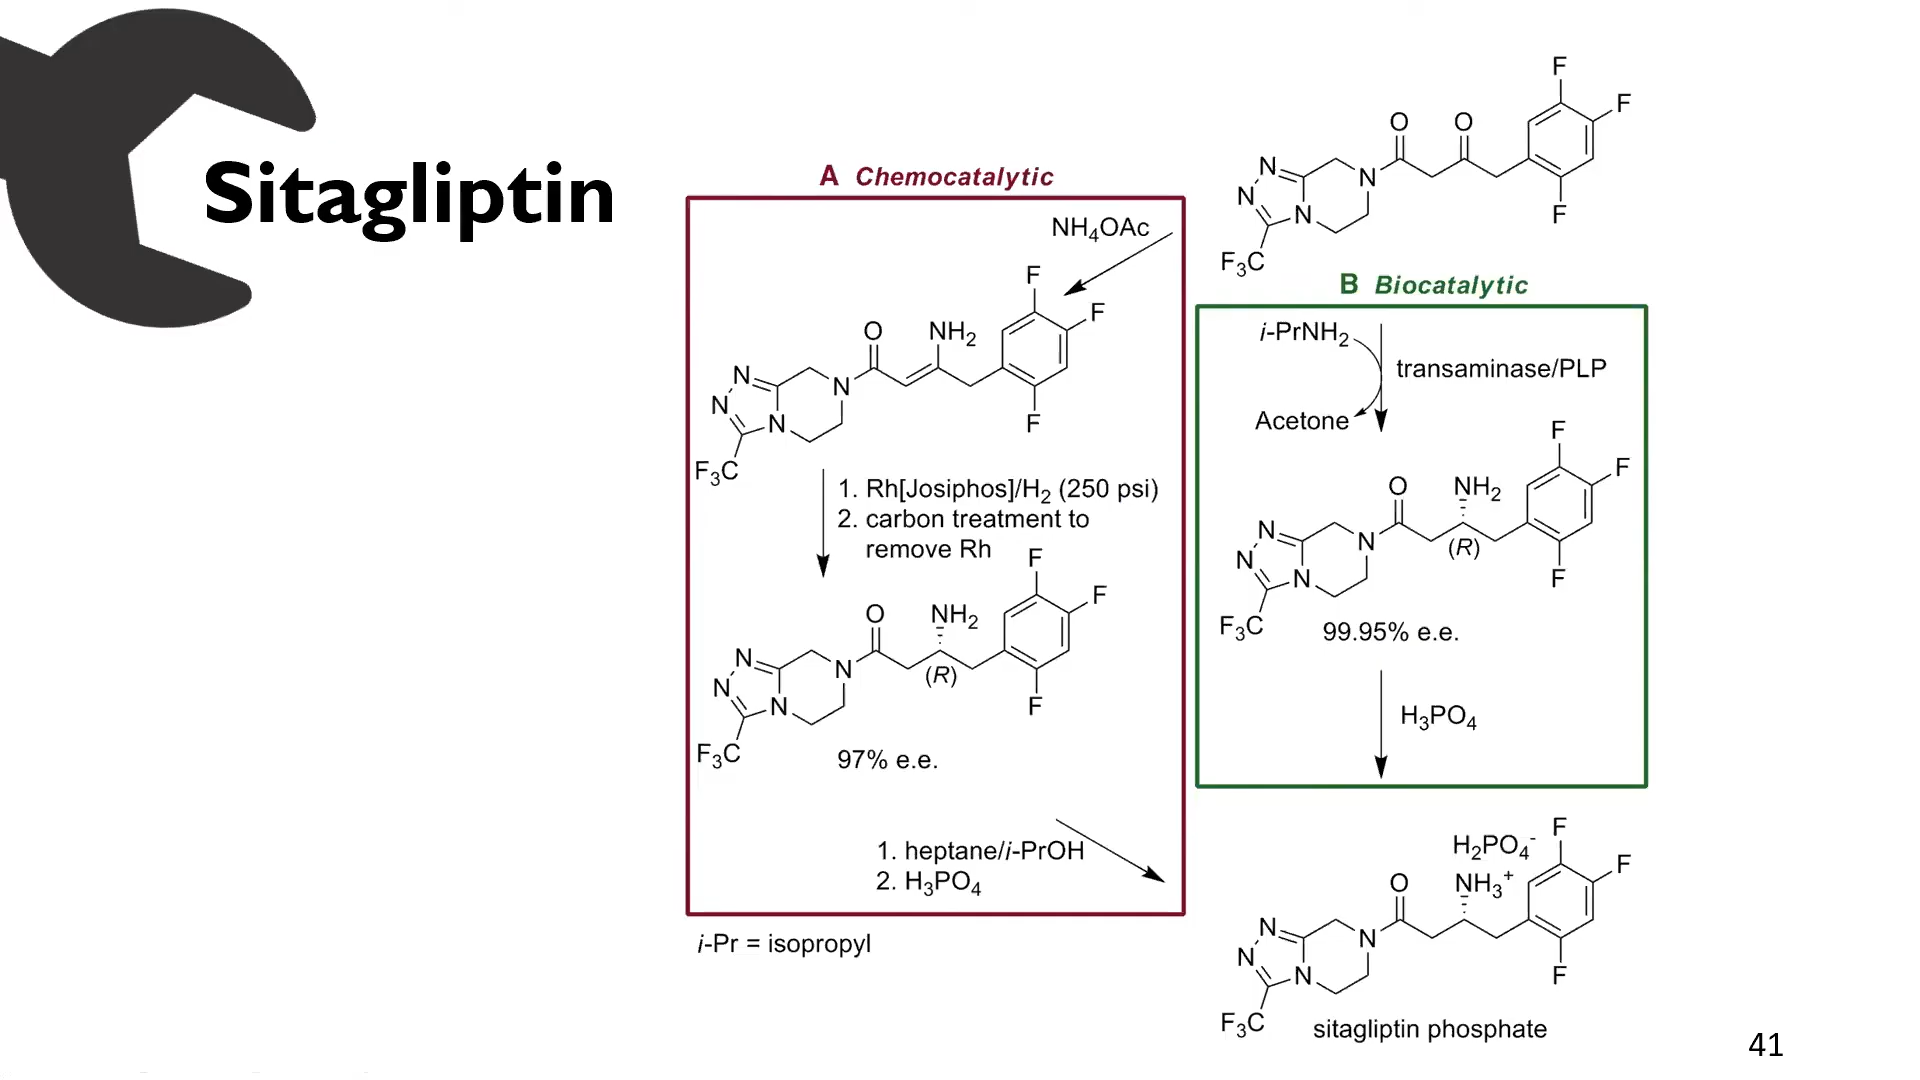 Sitagliptin
F
F
O
O
N
N
N
N
F
F₃C
A Chemocatalytic
NH₄OAc
F
F
O
NH₂
N
N
N
N
F
F₃C
1. Rh[Josiphos]/H₂ (250 psi)
2. carbon treatment to
remove Rh
F
F
O
NH₂
(R)
N
N
N
N
F
F₃C
97% e.e.
1. heptane/i-PrOH
2. H₃PO₄
i-Pr = isopropyl
B Biocatalytic
i-PrNH₂
transaminase/PLP
Acetone
F
F
O
NH₂
(R)
N
N
N
N
F
F₃C
99.95% e.e.
H₃PO₄
H₂PO₄⁻
F
F
O
NH₃⁺
N
N
N
N
F
F₃C
sitagliptin phosphate
41